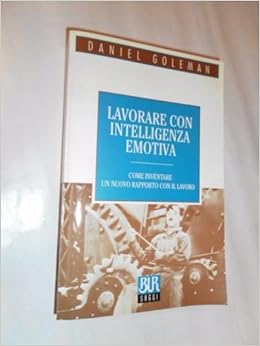 DANIEL GOLEMAN
LAVORARE CON
INTELLIGENZA
EMOTIVA
COME INVENTARE
UN NUOVO RAPPORTO CON IL LAVORO
BUR
SAGGI